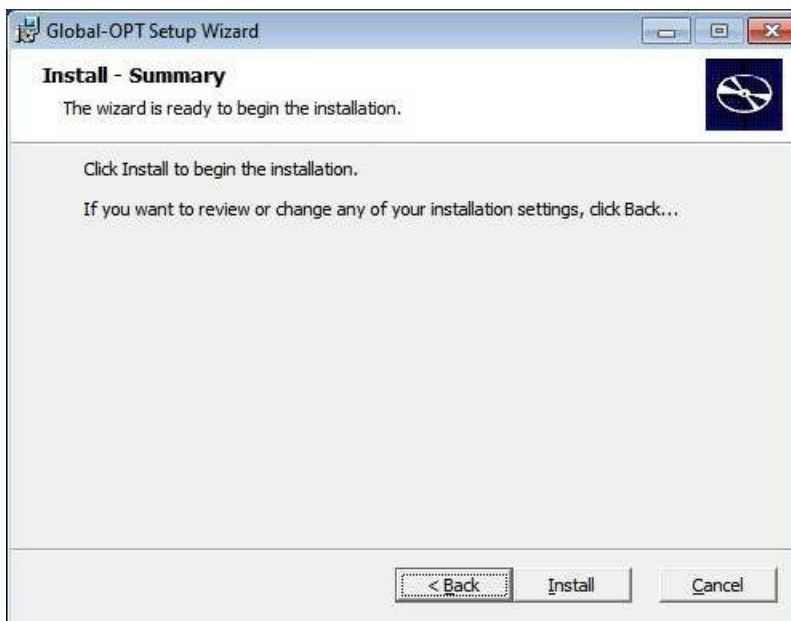 Global-OPT Setup Wizard
Install - Summary
The wizard is ready to begin the installation.
Click Install to begin the installation.
If you want to review or change any of your installation settings, click Back...
< Back
Install
Cancel